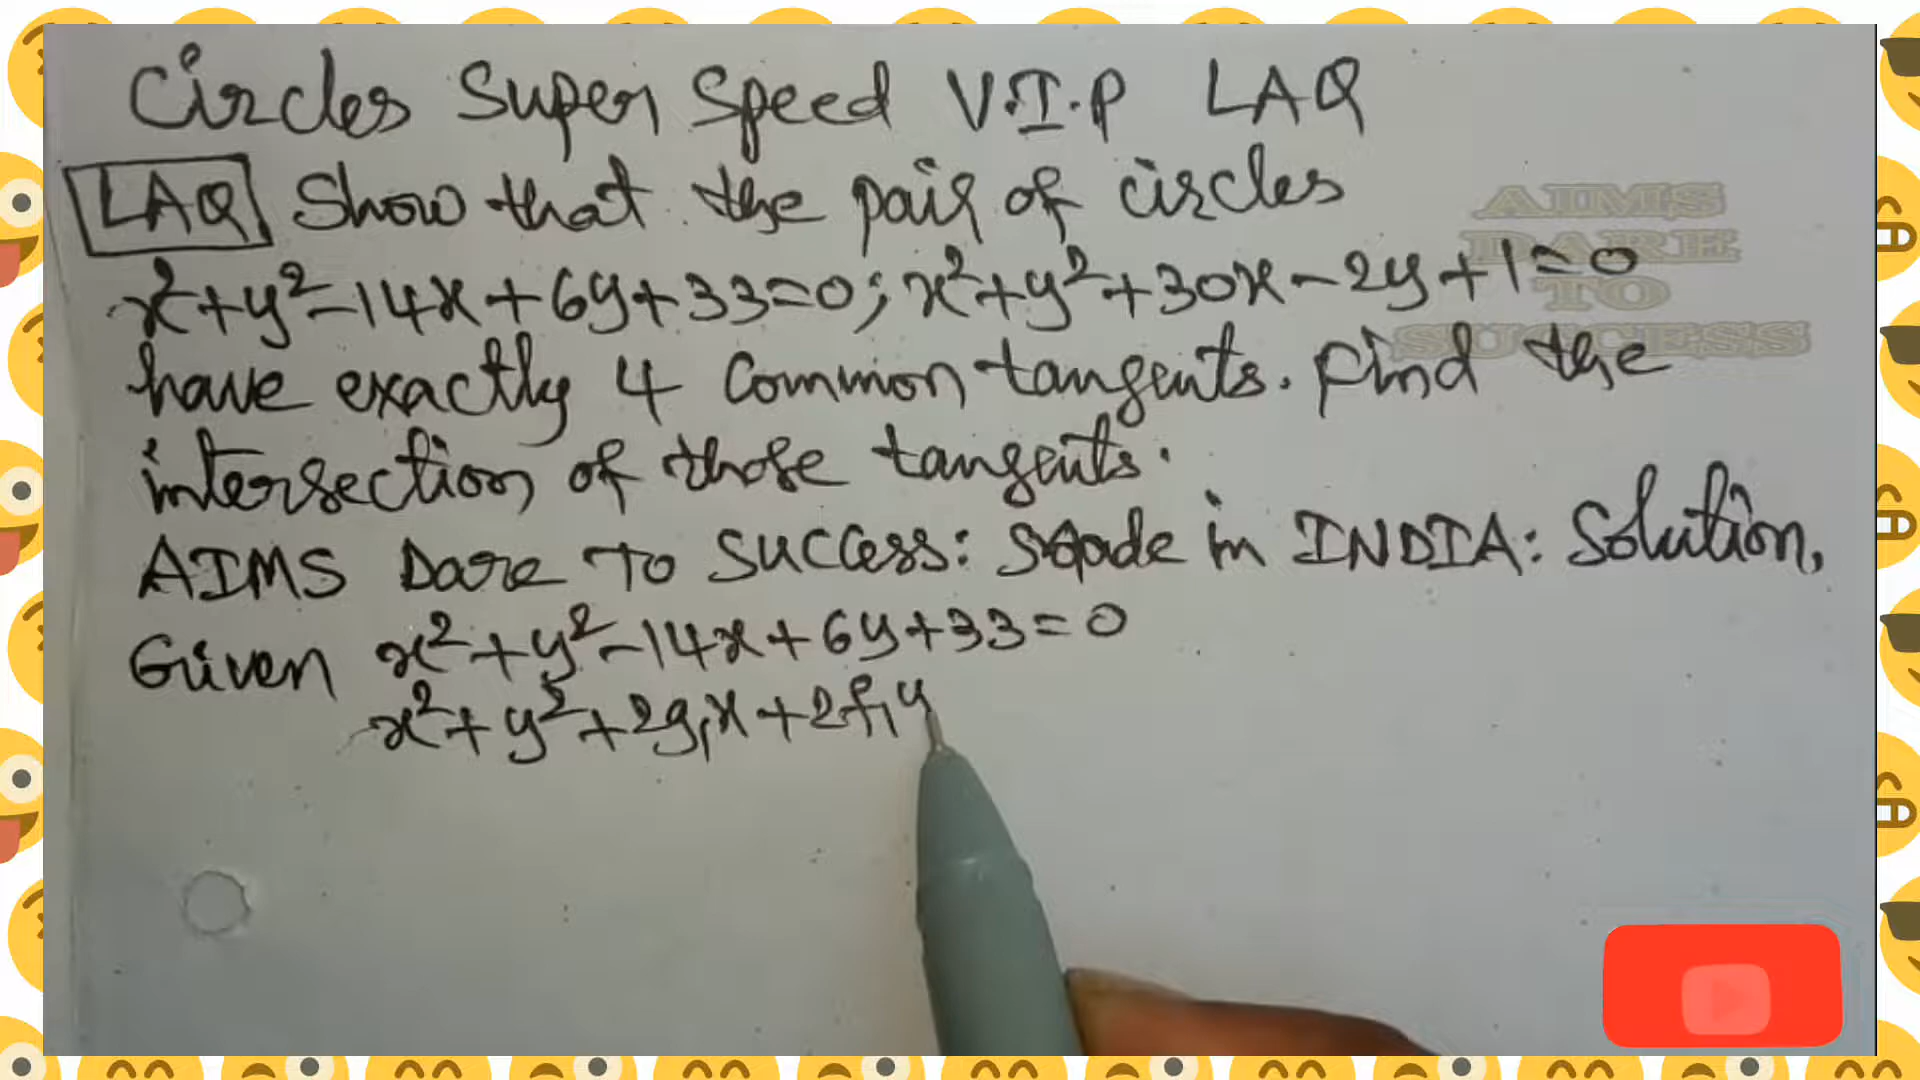 Circles Super Speed V.I.P LAQ
LAQ Show that the pair of circles
x²+y²-14x+6y+33=0; x²+y²+30x-2y+1=0
have exactly 4 common tangents. Find the
intersection of those tangents.
AIMS Dare To Success: in INDIA: Solution,
Given x²+y²-14x+6y+33=0
x²+y²+2g₁x+2f₁y
AIMS
DARE
TO
SUCCESS